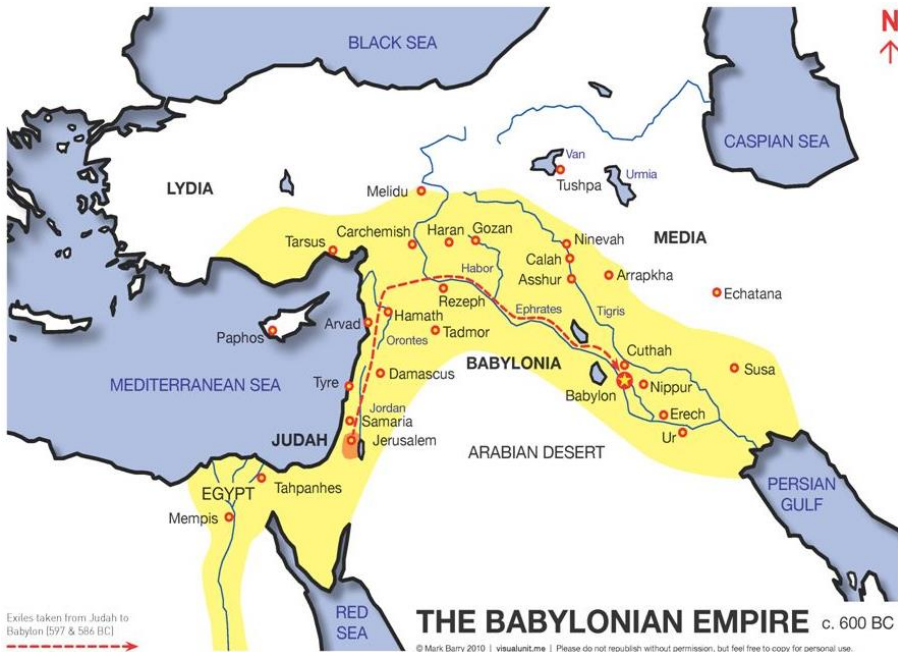 BLACK SEA
N
CASPIAN SEA
Van
Tushpa
Urmia
LYDIA
Melidu
MEDIA
Tarsus
Carchemish
Haran
Gozan
Ninevah
Calah
Asshur
Arrapkha
Echatana
Habor
Rezeph
Ephrates
Tigris
Paphos
Arvad
Hamath
Orontes
Tadmor
MEDITERRANEAN SEA
Tyre
Damascus
BABYLONIA
Cuthah
Babylon
Nippur
Susa
Jordan
Samaria
Erech
Ur
JUDAH
Jerusalem
ARABIAN DESERT
EGYPT
Tahpanhes
Mempis
PERSIAN
GULF
RED
SEA
Exiles taken from Judah to
Babylon (597 & 586 BC)
THE BABYLONIAN EMPIRE c. 600 BC
© Mark Barry 2010 | visualunit.me | Please do not republish without permission, but feel free to copy for personal use.